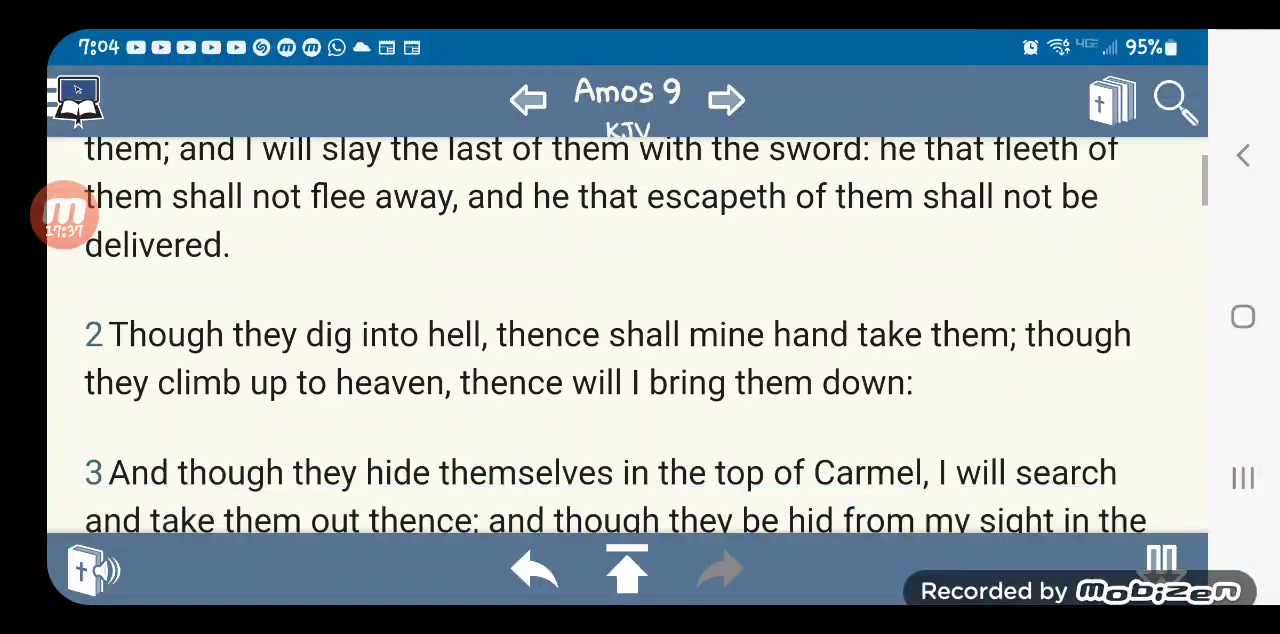 7:04 95%
Amos 9
KJV
them; and I will slay the last of them with the sword: he that fleeth of
them shall not flee away, and he that escapeth of them shall not be
17:37
delivered.
2 Though they dig into hell, thence shall mine hand take them; though
they climb up to heaven, thence will I bring them down:
3 And though they hide themselves in the top of Carmel, I will search
and take them out thence; and though they be hid from my sight in the
Recorded by Mobizen